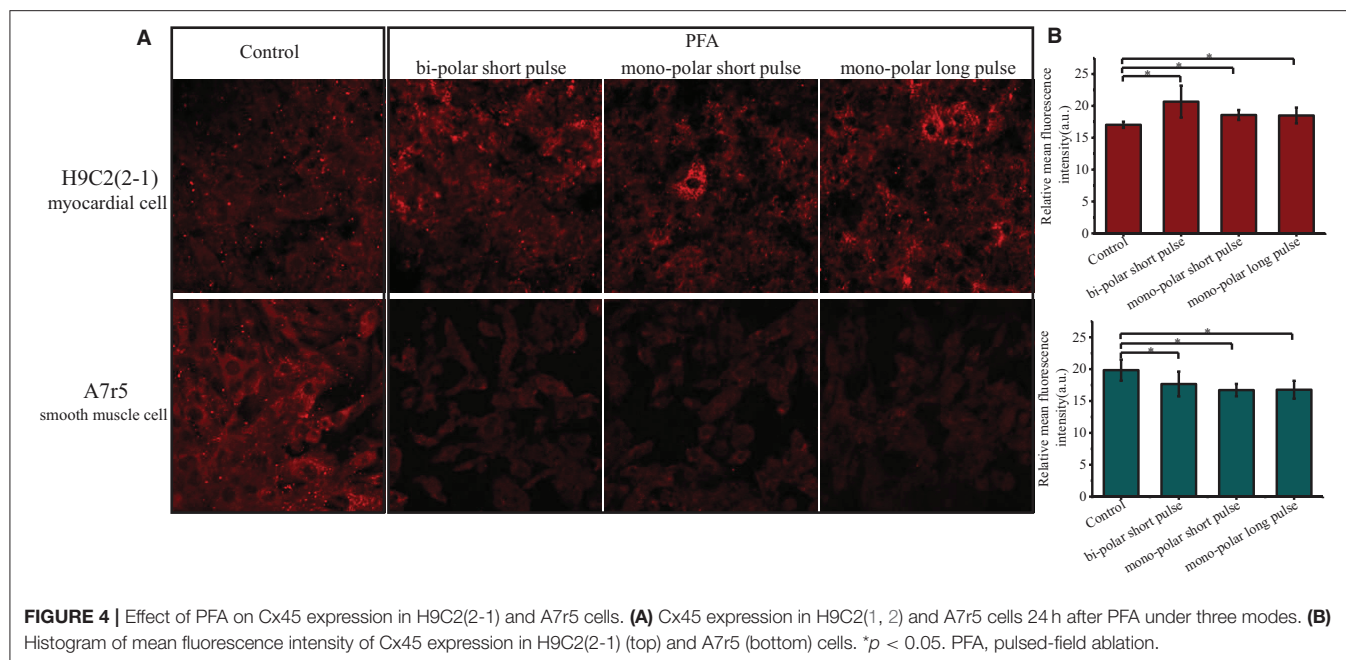 A
Control
PFA
bi-polar short pulse
mono-polar short pulse
mono-polar long pulse
H9C2(2-1)
myocardial cell
A7r5
smooth muscle cell
B
Relative mean fluorescence
intensity(a.u.)
25
20
15
10
5
0
*
*
*
Control
bi-polar short pulse
mono-polar short pulse
mono-polar long pulse
Relative mean fluorescence
intensity(a.u.)
25
20
15
10
5
0
*
*
*
Control
bi-polar short pulse
mono-polar short pulse
mono-polar long pulse
FIGURE 4 | Effect of PFA on Cx45 expression in H9C2(2-1) and A7r5 cells. (A) Cx45 expression in H9C2(1, 2) and A7r5 cells 24 h after PFA under three modes. (B)
Histogram of mean fluorescence intensity of Cx45 expression in H9C2(2-1) (top) and A7r5 (bottom) cells. *p < 0.05. PFA, pulsed-field ablation.